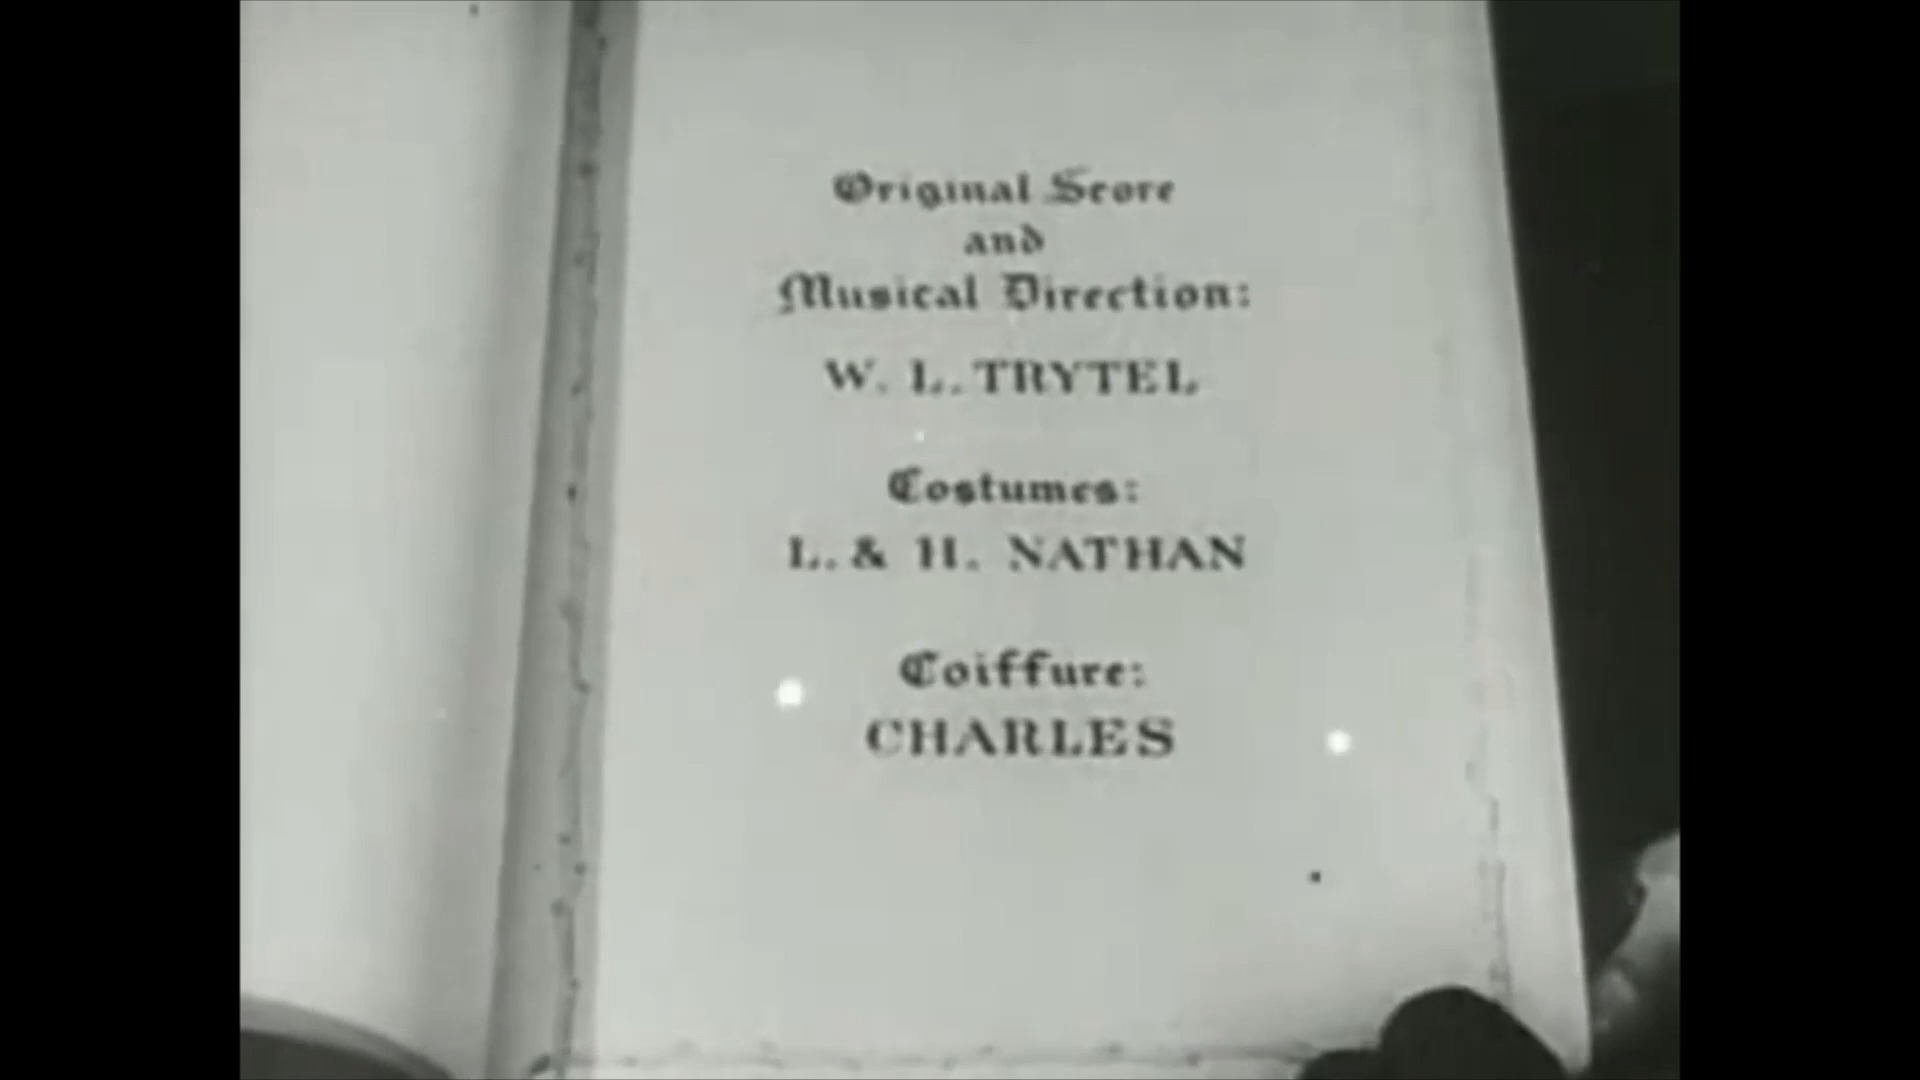 Original Score
and
Musical Direction:
W. L. TRYTEL
Costumes:
L. & H. NATHAN
Coiffure:
CHARLES